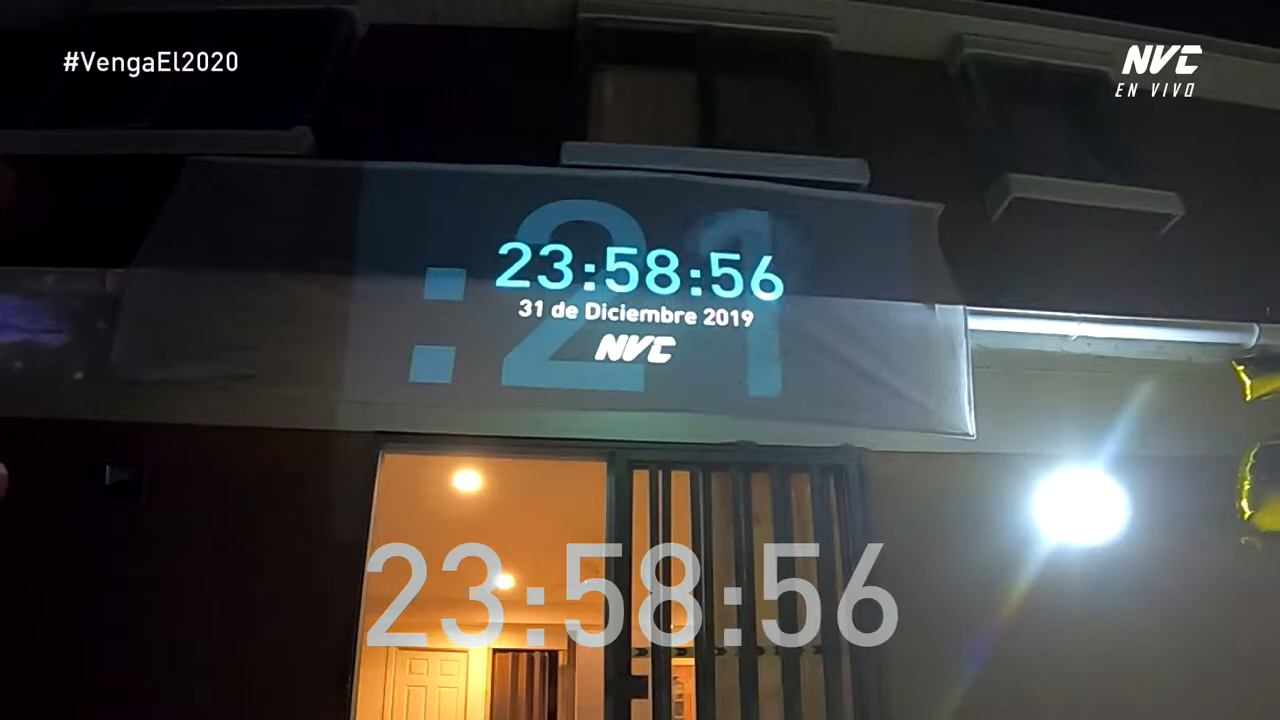 #VengaEl2020
NVC
EN VIVO
:21
23:58:56
31 de Diciembre 2019
NVC
23:58:56